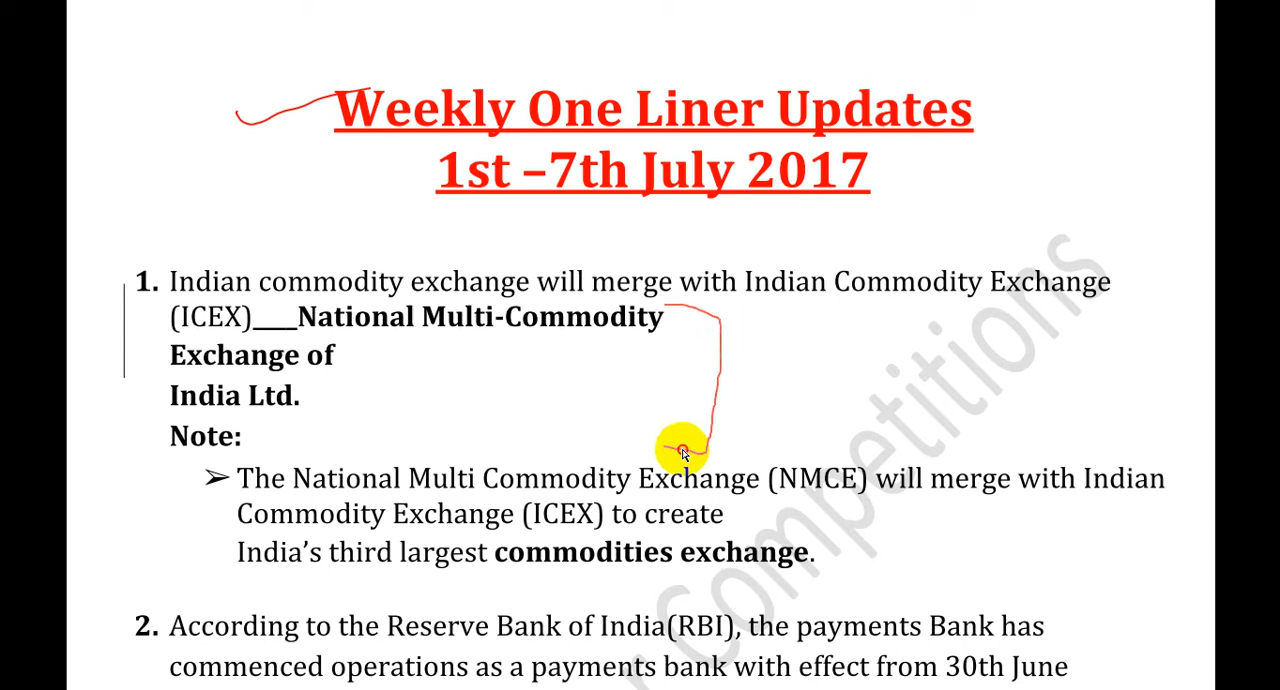 Weekly One Liner Updates
1st –7th July 2017
1. Indian commodity exchange will merge with Indian Commodity Exchange
(ICEX)____National Multi-Commodity
Exchange of
India Ltd.
Note:
➢ The National Multi Commodity Exchange (NMCE) will merge with Indian
Commodity Exchange (ICEX) to create
India’s third largest commodities exchange.
2. According to the Reserve Bank of India(RBI), the payments Bank has
commenced operations as a payments bank with effect from 30th June
Competitions